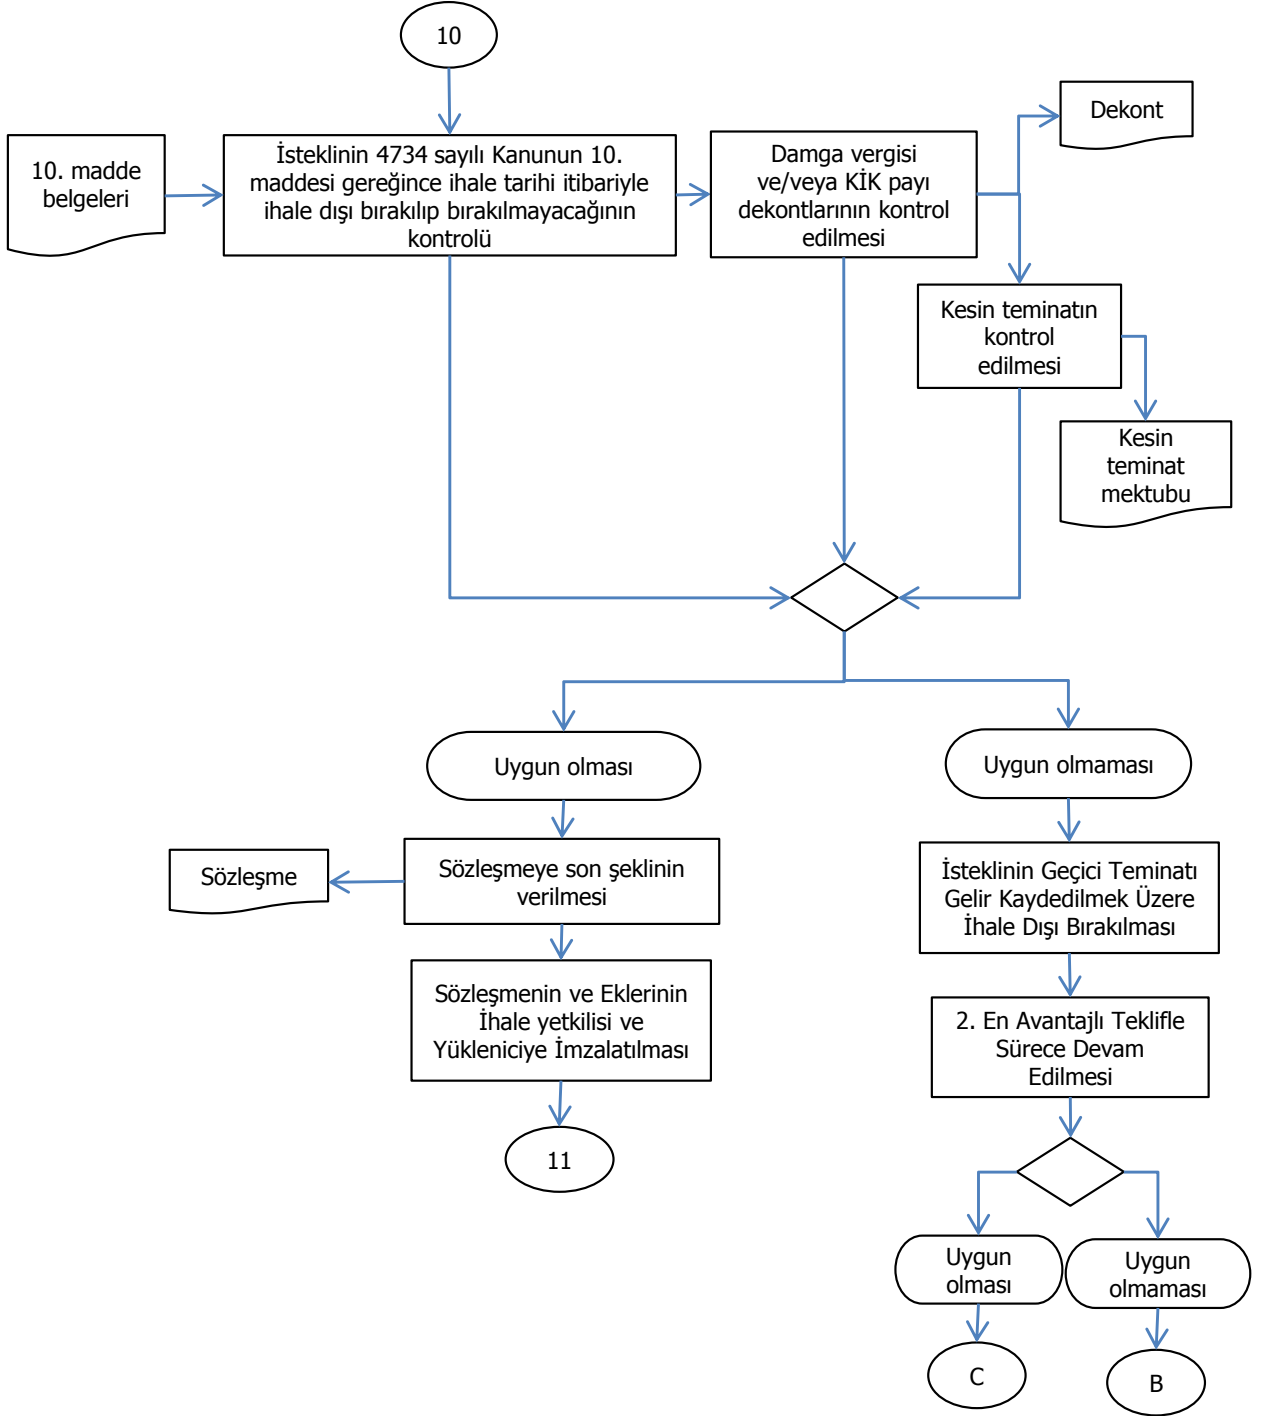 10
Dekont
10. madde
belgeleri
İsteklinin 4734 sayılı Kanunun 10.
maddesi gereğince ihale tarihi itibariyle
ihale dışı bırakılıp bırakılmayacağının
kontrolü
Damga vergisi
ve/veya KİK payı
dekontlarının kontrol
edilmesi
Kesin teminatın
kontrol
edilmesi
Kesin
teminat
mektubu
Uygun olması
Uygun olmaması
Sözleşme
Sözleşmeye son şeklinin
verilmesi
İsteklinin Geçici Teminatı
Gelir Kaydedilmek Üzere
İhale Dışı Bırakılması
Sözleşmenin ve Eklerinin
İhale yetkilisi ve
Yükleniciye İmzalatılması
2. En Avantajlı Teklifle
Sürece Devam
Edilmesi
11
Uygun
olması
Uygun
olmaması
C
B